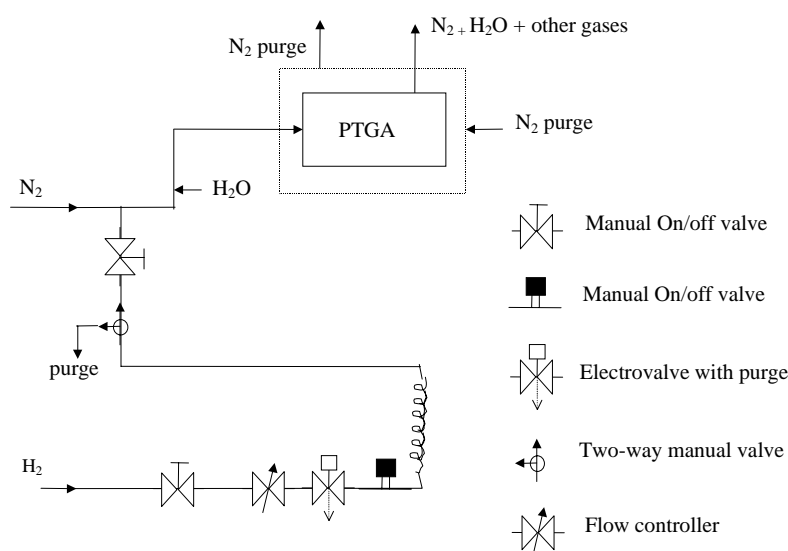 N₂ purge
N₂ + H₂O + other gases
PTGA
N₂ purge
N₂
H₂O
purge
H₂
Manual On/off valve
Manual On/off valve
Electrovalve with purge
Two-way manual valve
Flow controller